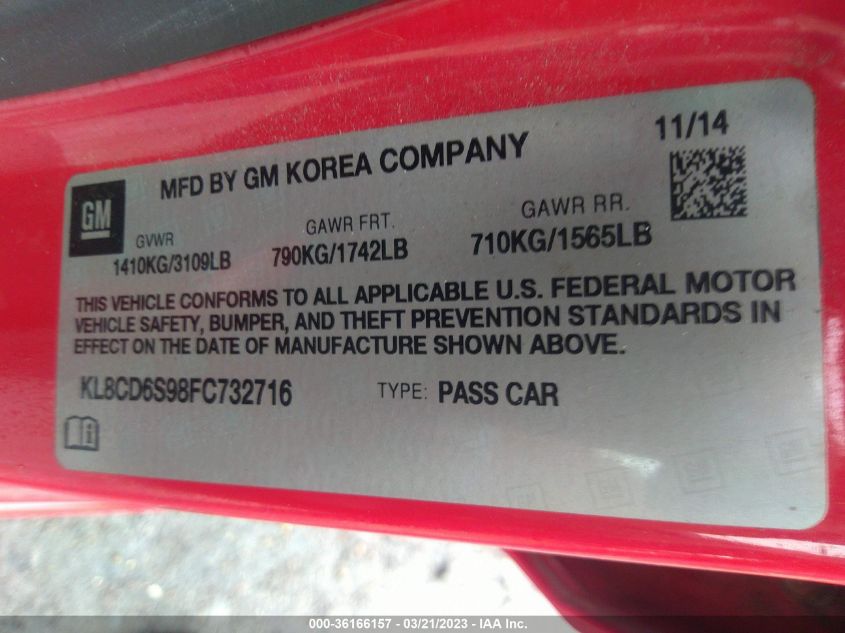 MFD BY GM KOREA COMPANY
11/14
GM
GVWR
1410KG/3109LB
GAWR FRT.
790KG/1742LB
GAWR RR.
710KG/1565LB
THIS VEHICLE CONFORMS TO ALL APPLICABLE U.S. FEDERAL MOTOR
VEHICLE SAFETY, BUMPER, AND THEFT PREVENTION STANDARDS IN
EFFECT ON THE DATE OF MANUFACTURE SHOWN ABOVE.
KL8CD6S98FC732716 TYPE: PASS CAR
000-36166157 - 03/21/2023 - IAA Inc.